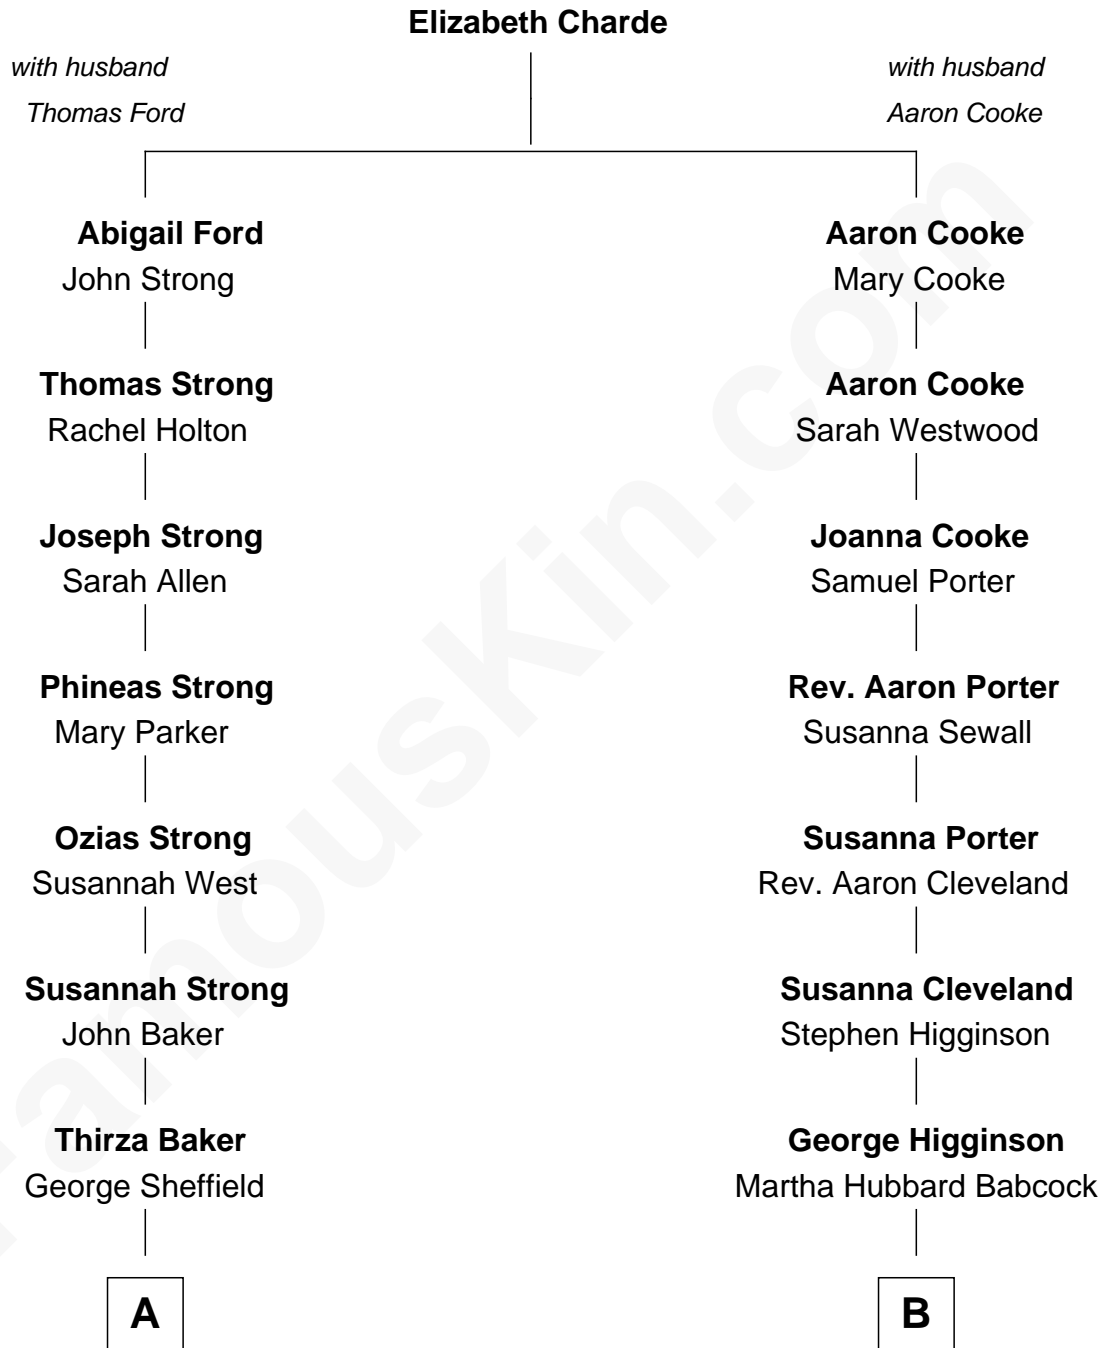 Elizabeth Charde
with husband
Thomas Ford
with husband
Aaron Cooke
Abigail Ford
John Strong
Aaron Cooke
Mary Cooke
Thomas Strong
Rachel Holton
Aaron Cooke
Sarah Westwood
Joseph Strong
Sarah Allen
Joanna Cooke
Samuel Porter
Phineas Strong
Mary Parker
Rev. Aaron Porter
Susanna Sewall
Ozias Strong
Susannah West
Susanna Porter
Rev. Aaron Cleveland
Susannah Strong
John Baker
Susanna Cleveland
Stephen Higginson
Thirza Baker
George Sheffield
George Higginson
Martha Hubbard Babcock
A
B
FamousKin.com